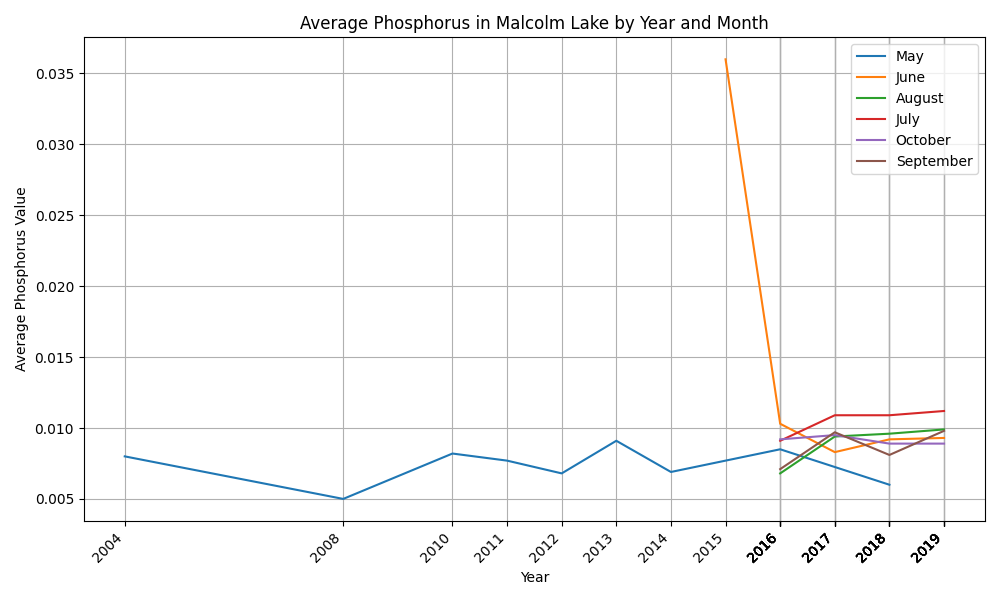 Average Phosphorus in Malcolm Lake by Year and Month
Average Phosphorus Value
0.035
0.030
0.025
0.020
0.015
0.010
0.005
May
June
August
July
October
September
2004
2008
2010
2011
2012
2013
2014
2015
2016
2017
2018
2019
Year